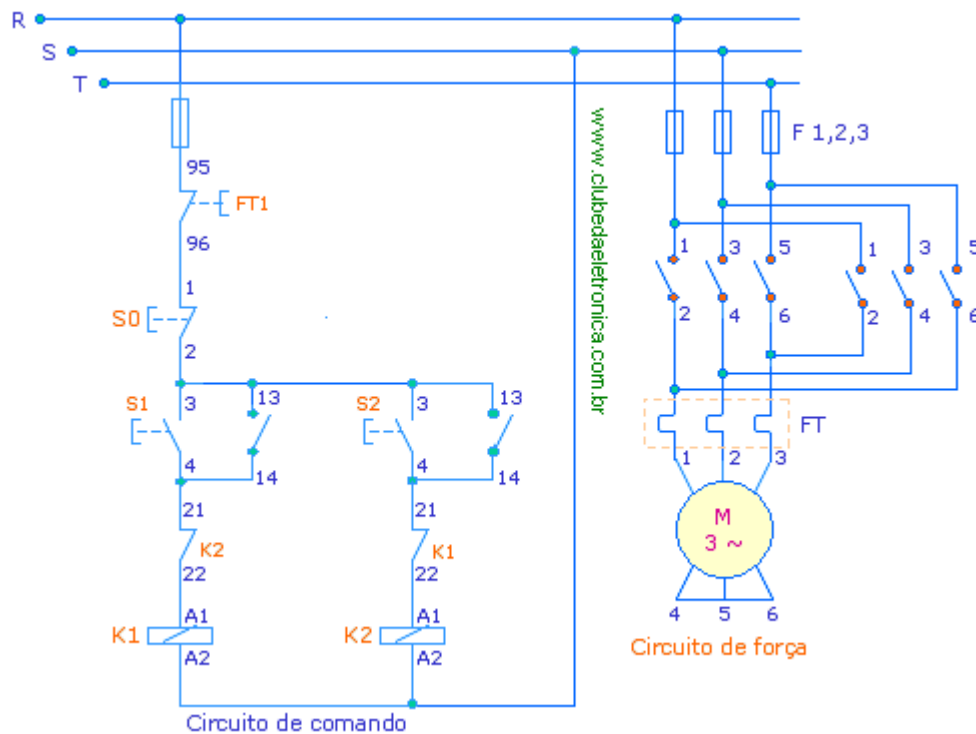 R
S
T
F 1,2,3
95
FT1
96
1
S0
2
S1
3
13
S2
3
13
4
14
4
14
21
K2
22
21
K1
22
K1
A1
A2
K2
A1
A2
Circuito de comando
www.clubedaeletronica.com.br
1
3
5
1
3
5
2
4
6
2
4
6
FT
1
2
3
M
3 ~
4
5
6
Circuito de força